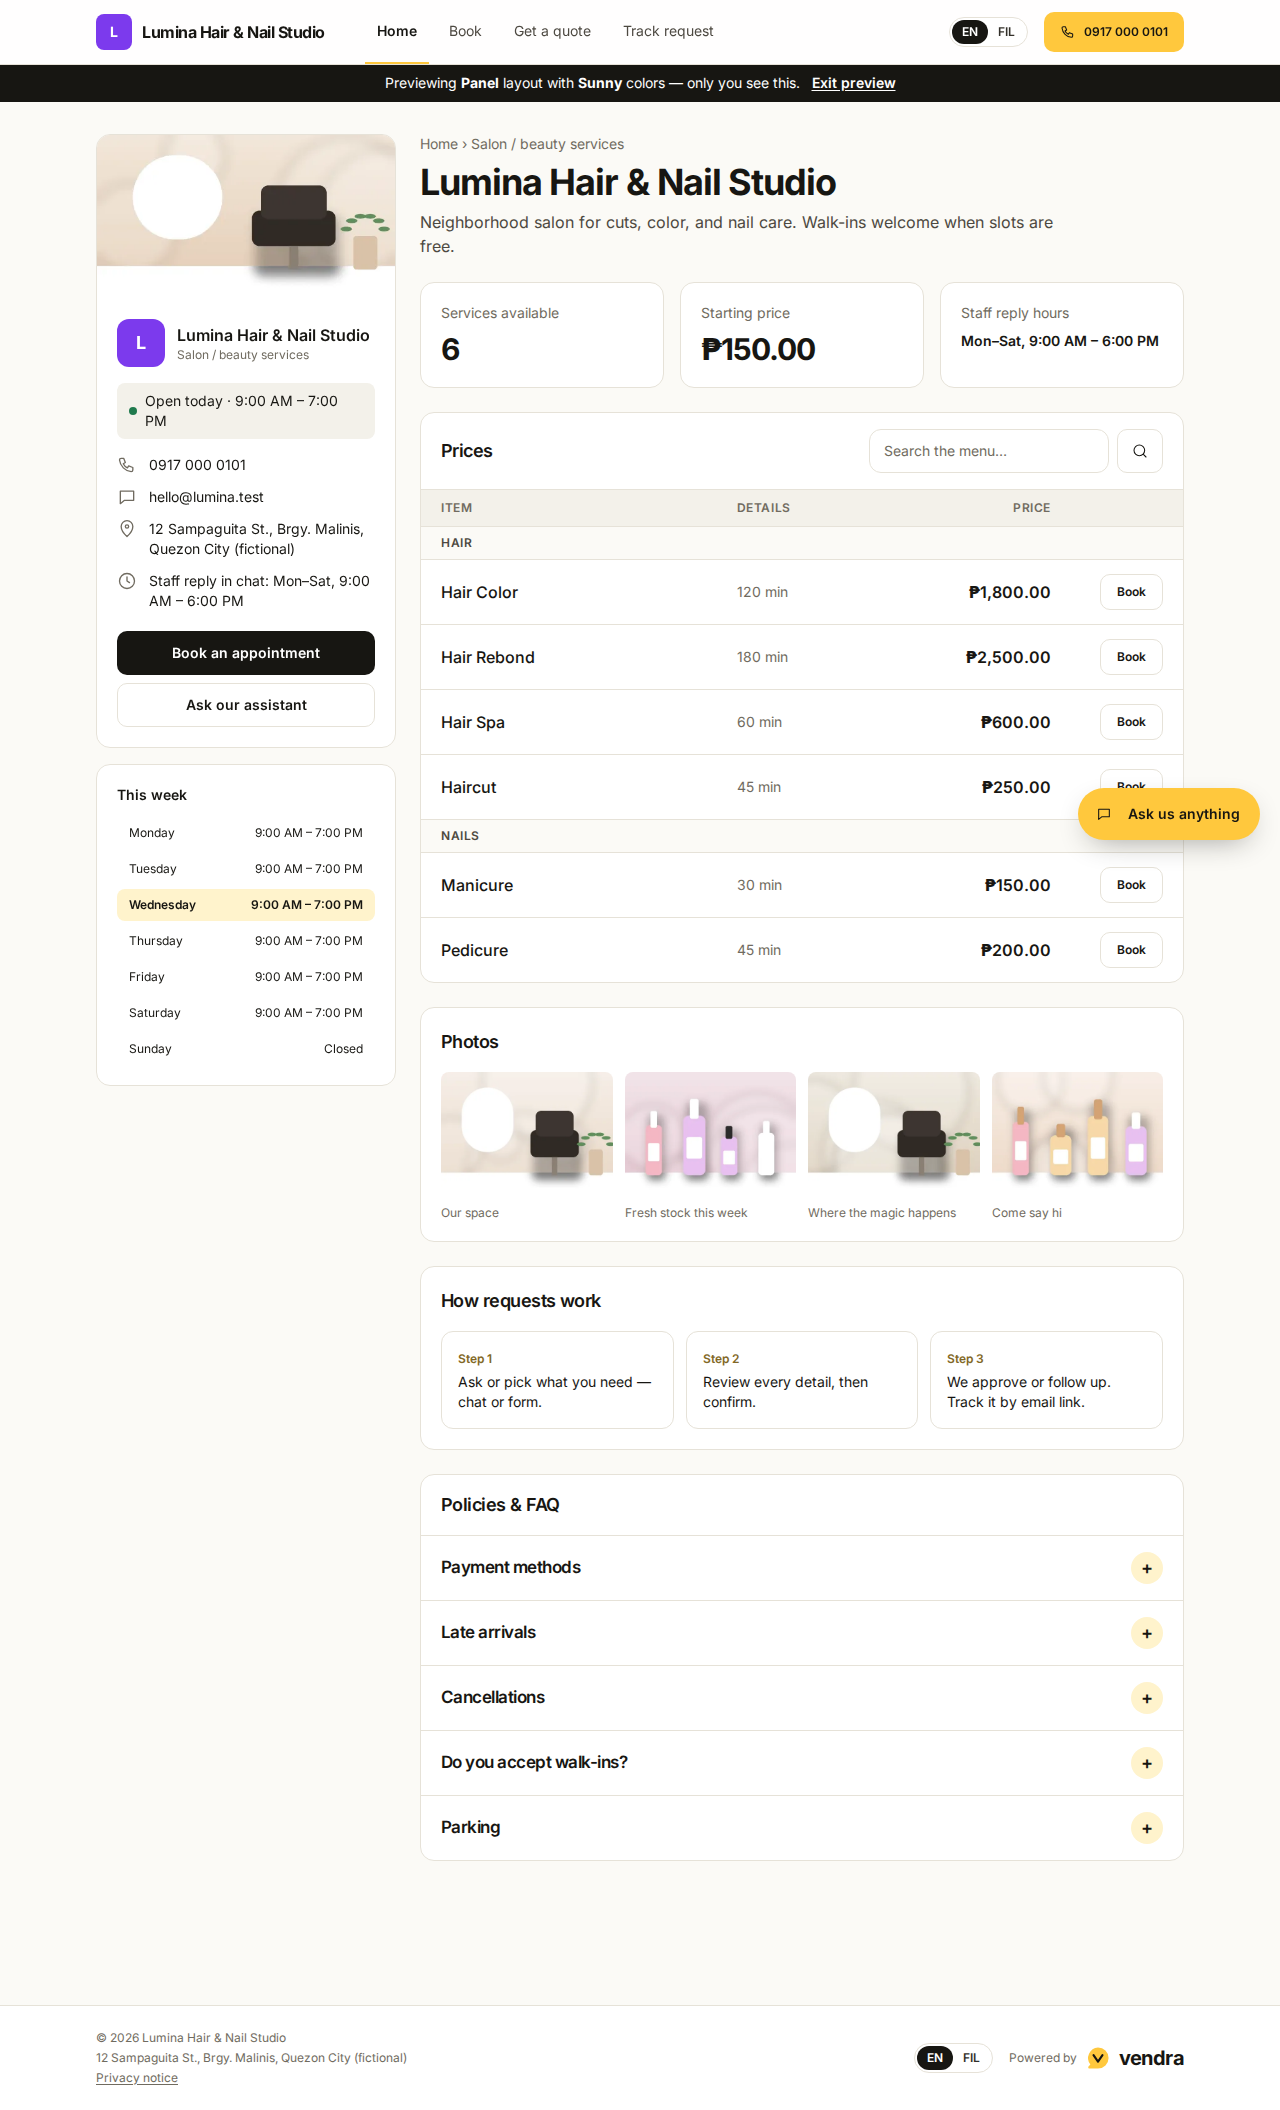 L Lumina Hair & Nail Studio Home Book Get a quote Track request EN FIL 0917 000 0101
Previewing Panel layout with Sunny colors — only you see this. Exit preview
L Lumina Hair & Nail Studio
Salon / beauty services
Open today · 9:00 AM – 7:00
PM
0917 000 0101
hello@lumina.test
12 Sampaguita St., Brgy. Malinis,
Quezon City (fictional)
Staff reply in chat: Mon–Sat, 9:00
AM – 6:00 PM
Book an appointment
Ask our assistant
This week
Monday 9:00 AM – 7:00 PM
Tuesday 9:00 AM – 7:00 PM
Wednesday 9:00 AM – 7:00 PM
Thursday 9:00 AM – 7:00 PM
Friday 9:00 AM – 7:00 PM
Saturday 9:00 AM – 7:00 PM
Sunday Closed
Home › Salon / beauty services
Lumina Hair & Nail Studio
Neighborhood salon for cuts, color, and nail care. Walk-ins welcome when slots are
free.
Services available
6
Starting price
₱150.00
Staff reply hours
Mon–Sat, 9:00 AM – 6:00 PM
Prices Search the menu...
ITEM DETAILS PRICE
HAIR
Hair Color 120 min ₱1,800.00 Book
Hair Rebond 180 min ₱2,500.00 Book
Hair Spa 60 min ₱600.00 Book
Haircut 45 min ₱250.00 Book
Ask us anything
NAILS
Manicure 30 min ₱150.00 Book
Pedicure 45 min ₱200.00 Book
Photos
Our space Fresh stock this week Where the magic happens Come say hi
How requests work
Step 1
Ask or pick what you need —
chat or form.
Step 2
Review every detail, then
confirm.
Step 3
We approve or follow up.
Track it by email link.
Policies & FAQ
Payment methods +
Late arrivals +
Cancellations +
Do you accept walk-ins? +
Parking +
© 2026 Lumina Hair & Nail Studio
12 Sampaguita St., Brgy. Malinis, Quezon City (fictional)
Privacy notice
EN FIL Powered by vendra